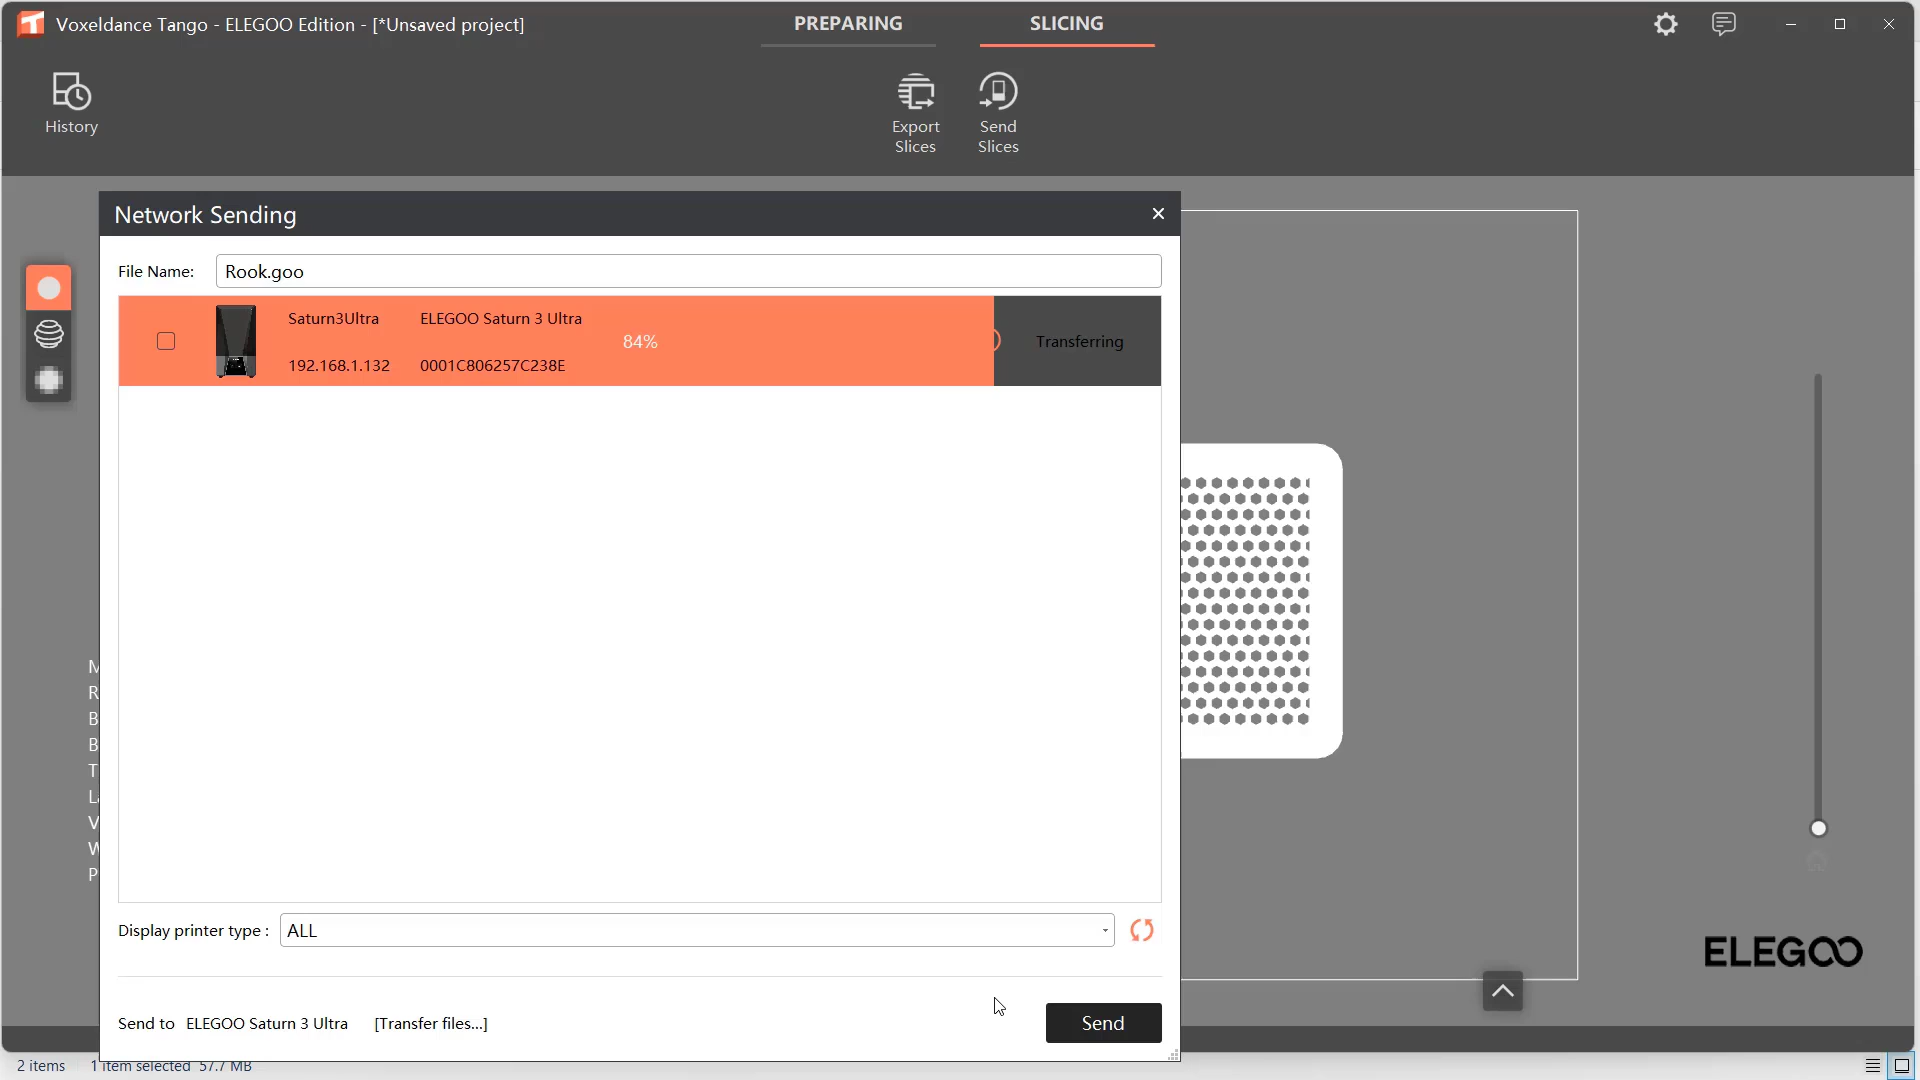 Voxeldance Tango - ELEGOO Edition - [*Unsaved project]
PREPARING
SLICING
History
Export
Slices
Send
Slices
Network Sending
File Name:
Rook.goo
Saturn3Ultra
ELEGOO Saturn 3 Ultra
84%
Transferring
192.168.1.132
0001C806257C238E
M
R
B
B
T
La
V
W
P
Display printer type :
ALL
ELEGOO
Send to ELEGOO Saturn 3 Ultra [Transfer files...]
Send
2 items
1 item selected 57.7 MB